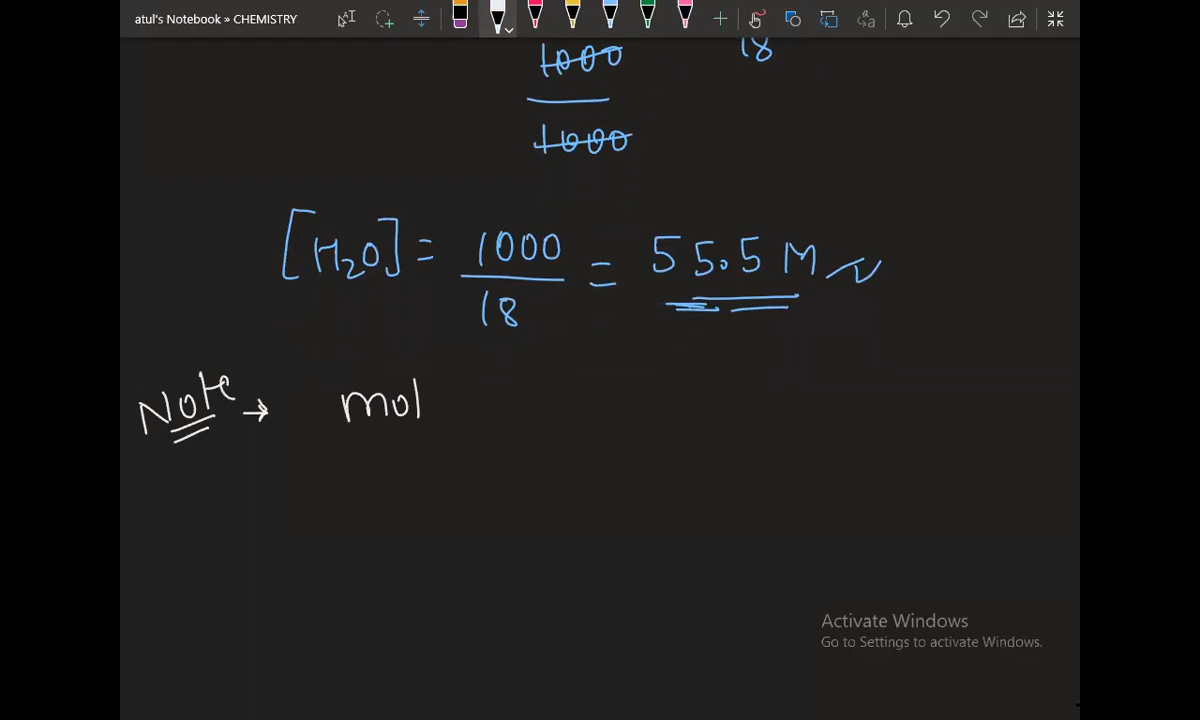 atul's Notebook » CHEMISTRY
1000
18
1000
[H₂O] = 1000 = 55.5 M
18
Note → mol
Activate Windows
Go to Settings to activate Windows.